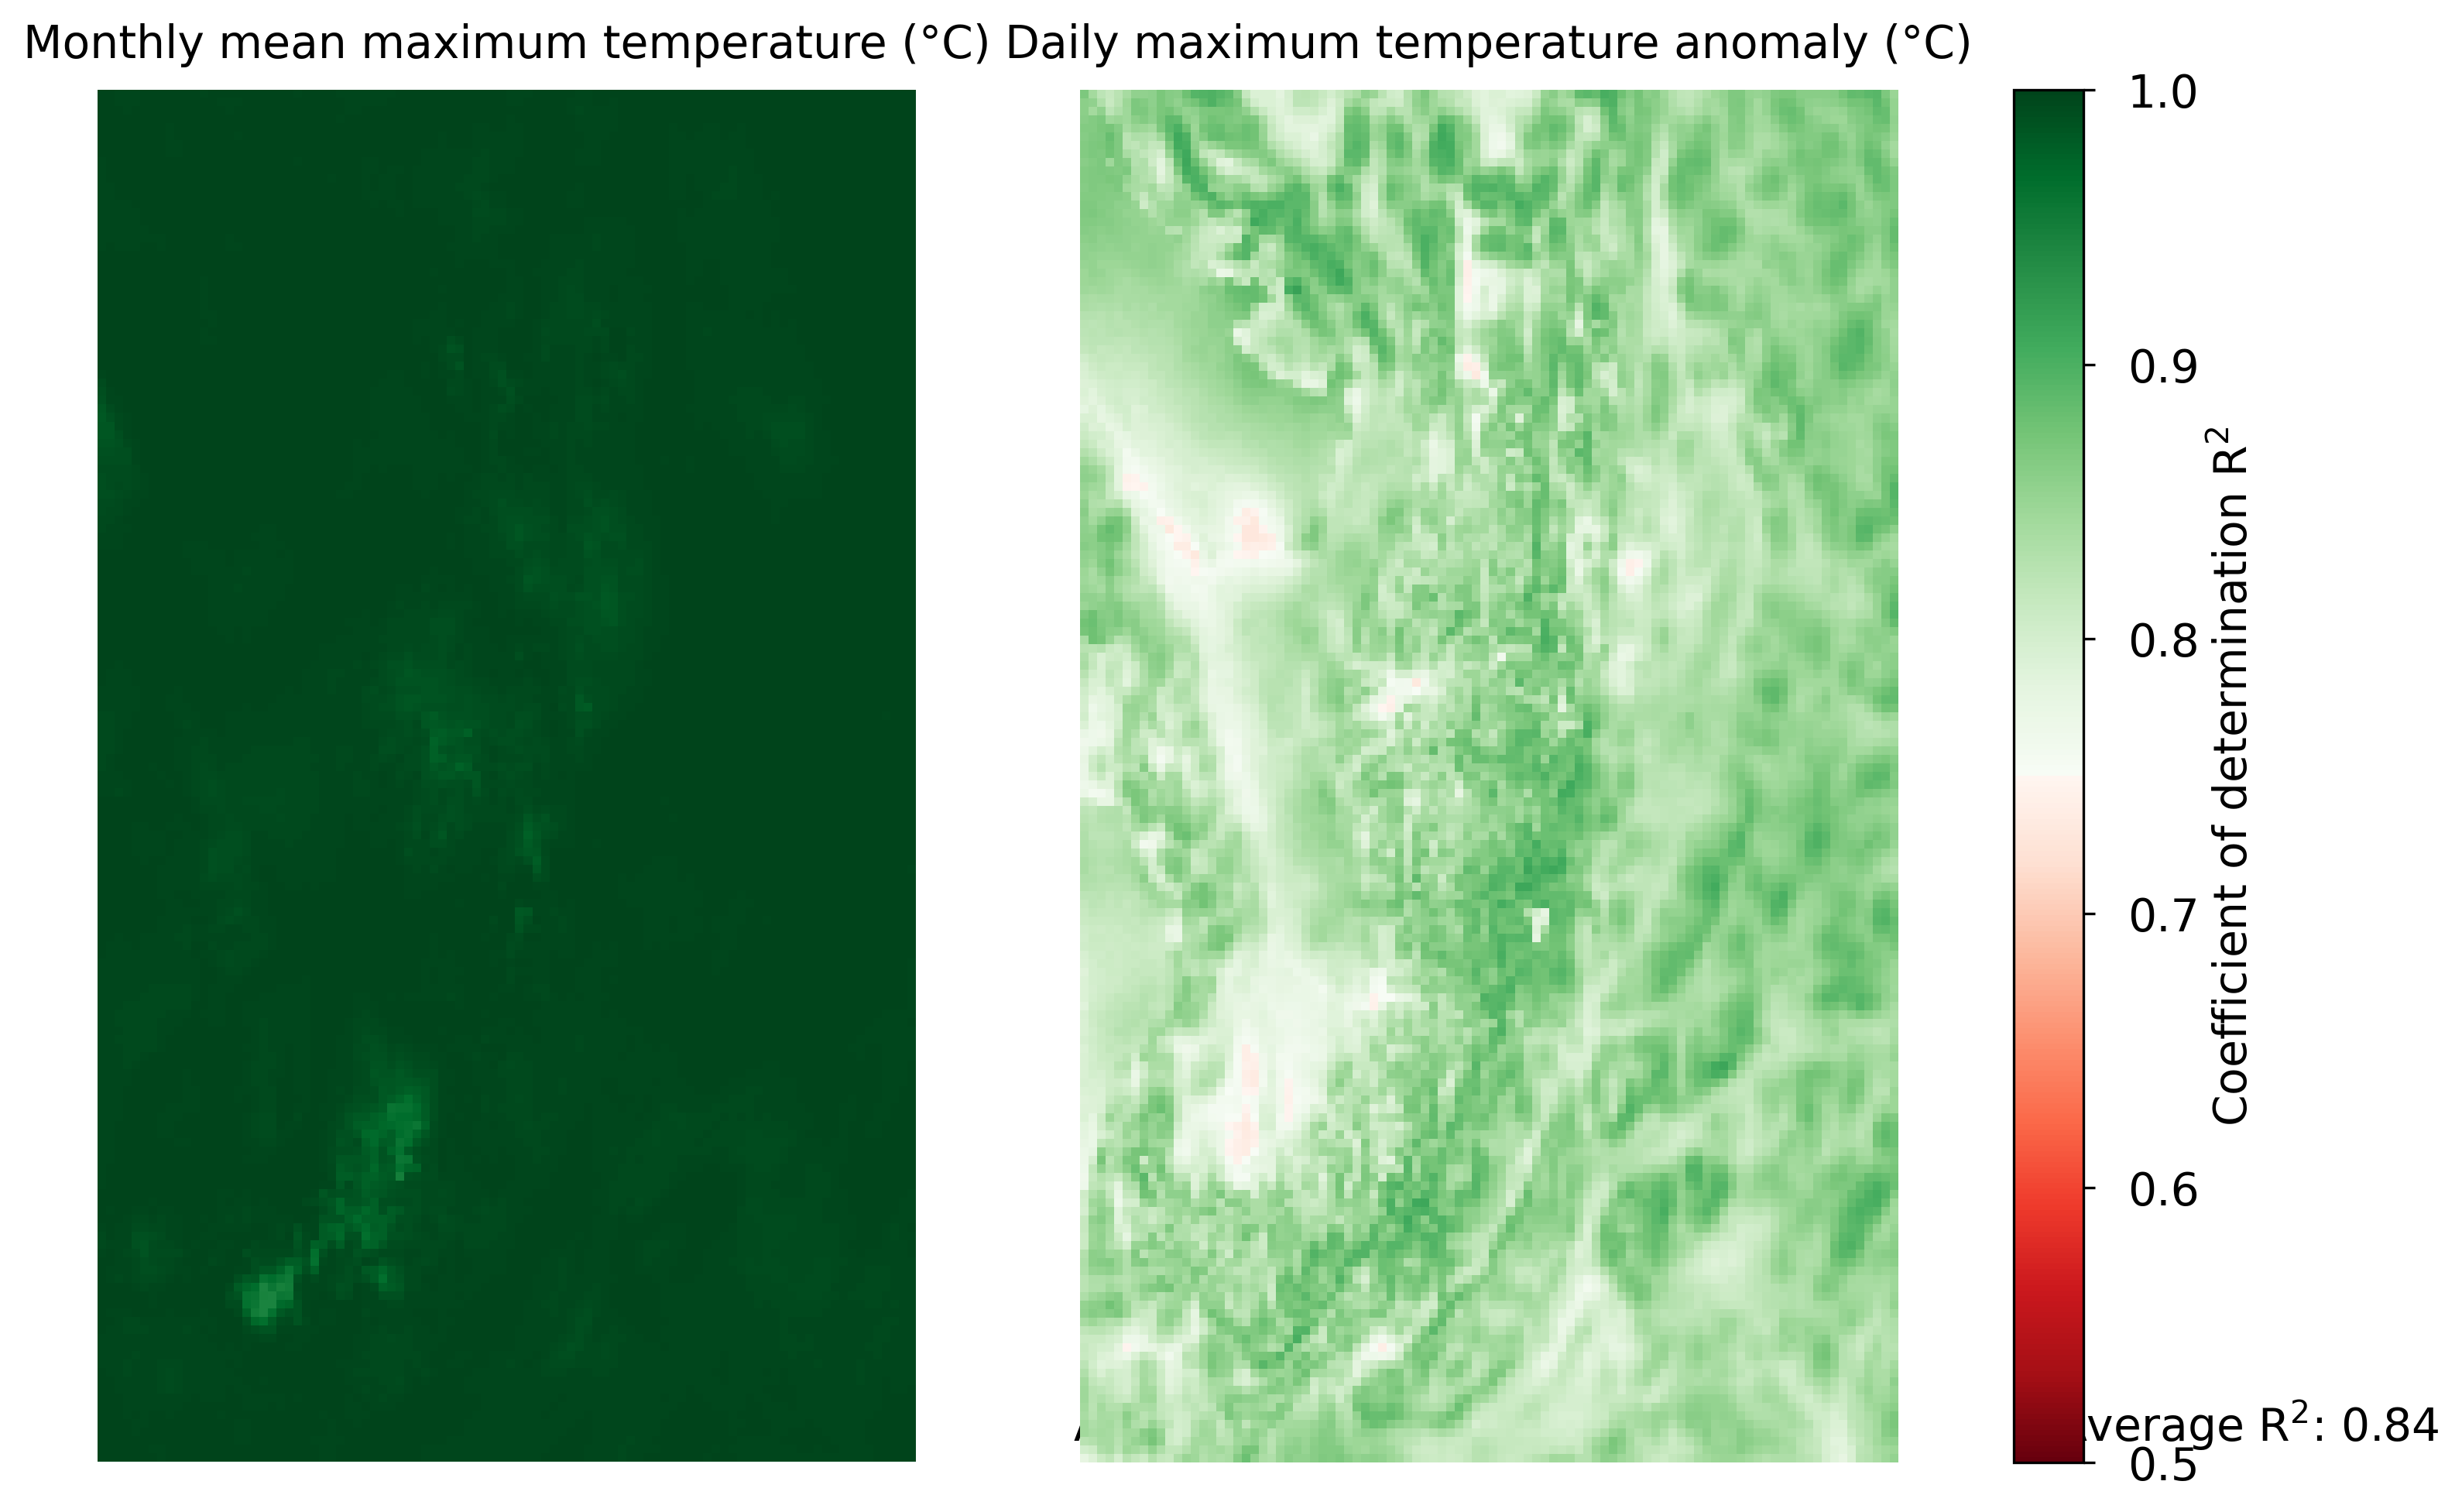 Monthly mean maximum temperature (°C)
Daily maximum temperature anomaly (°C)
1.0
0.9
0.8
0.7
0.6
0.5
Coefficient of determination R²
R²: 0.84